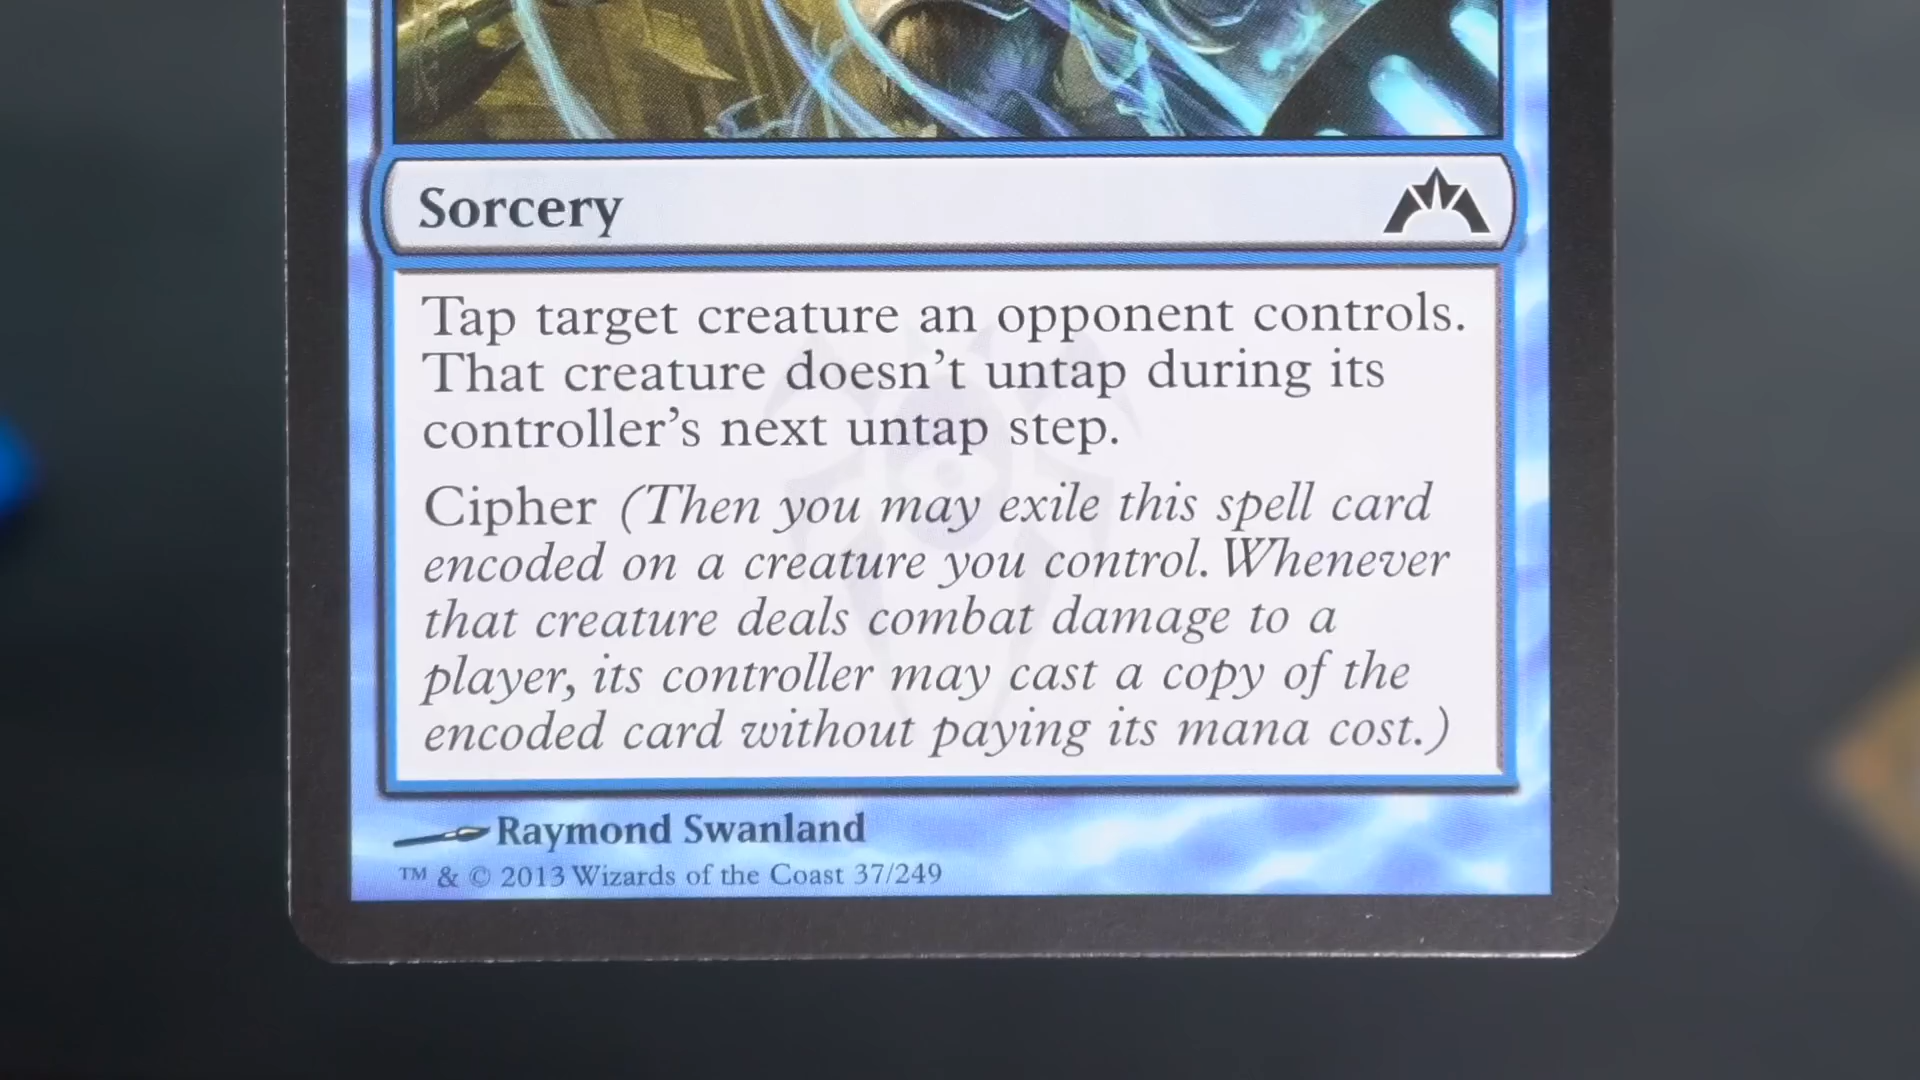 Sorcery
Tap target creature an opponent controls.
That creature doesn't untap during its
controller's next untap step.
Cipher (Then you may exile this spell card
encoded on a creature you control. Whenever
that creature deals combat damage to a
player, its controller may cast a copy of the
encoded card without paying its mana cost.)
Raymond Swanland
™ & © 2013 Wizards of the Coast 37/249